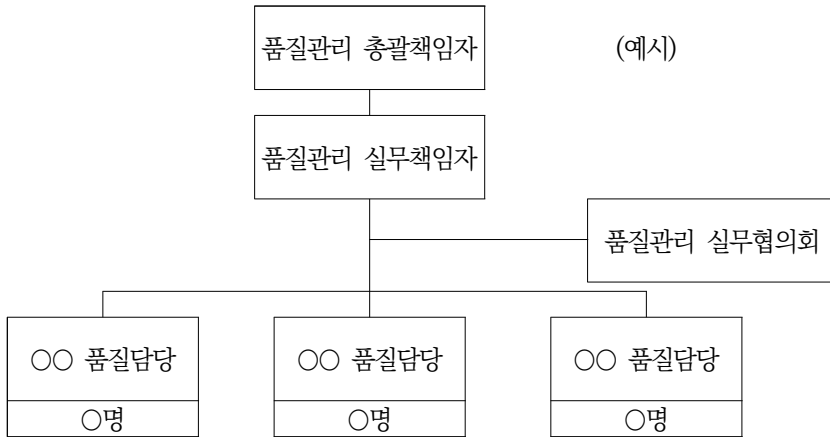 품질관리 총괄책임자
(예시)
품질관리 실무책임자
품질관리 실무협의회
○○ 품질담당
○○ 품질담당
○○ 품질담당
○명
○명
○명